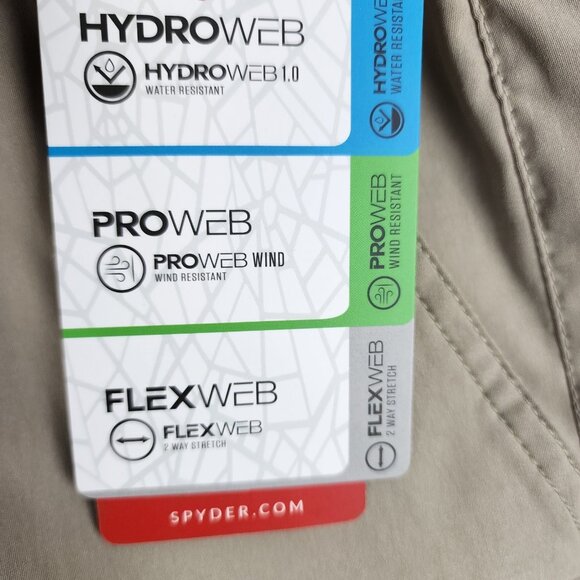 HYDROWEB
HYDROWEB 1.0
WATER RESISTANT
HYDROWEB
WATER RESISTA
PROWEB
PROWEB WIND
WIND RESISTANT
PROWEB
WIND RESISTANT
FLEXWEB
FLEXWEB
2 WAY STRETCH
FLEXWEB
2 WAY STRETCH
SPYDER.COM